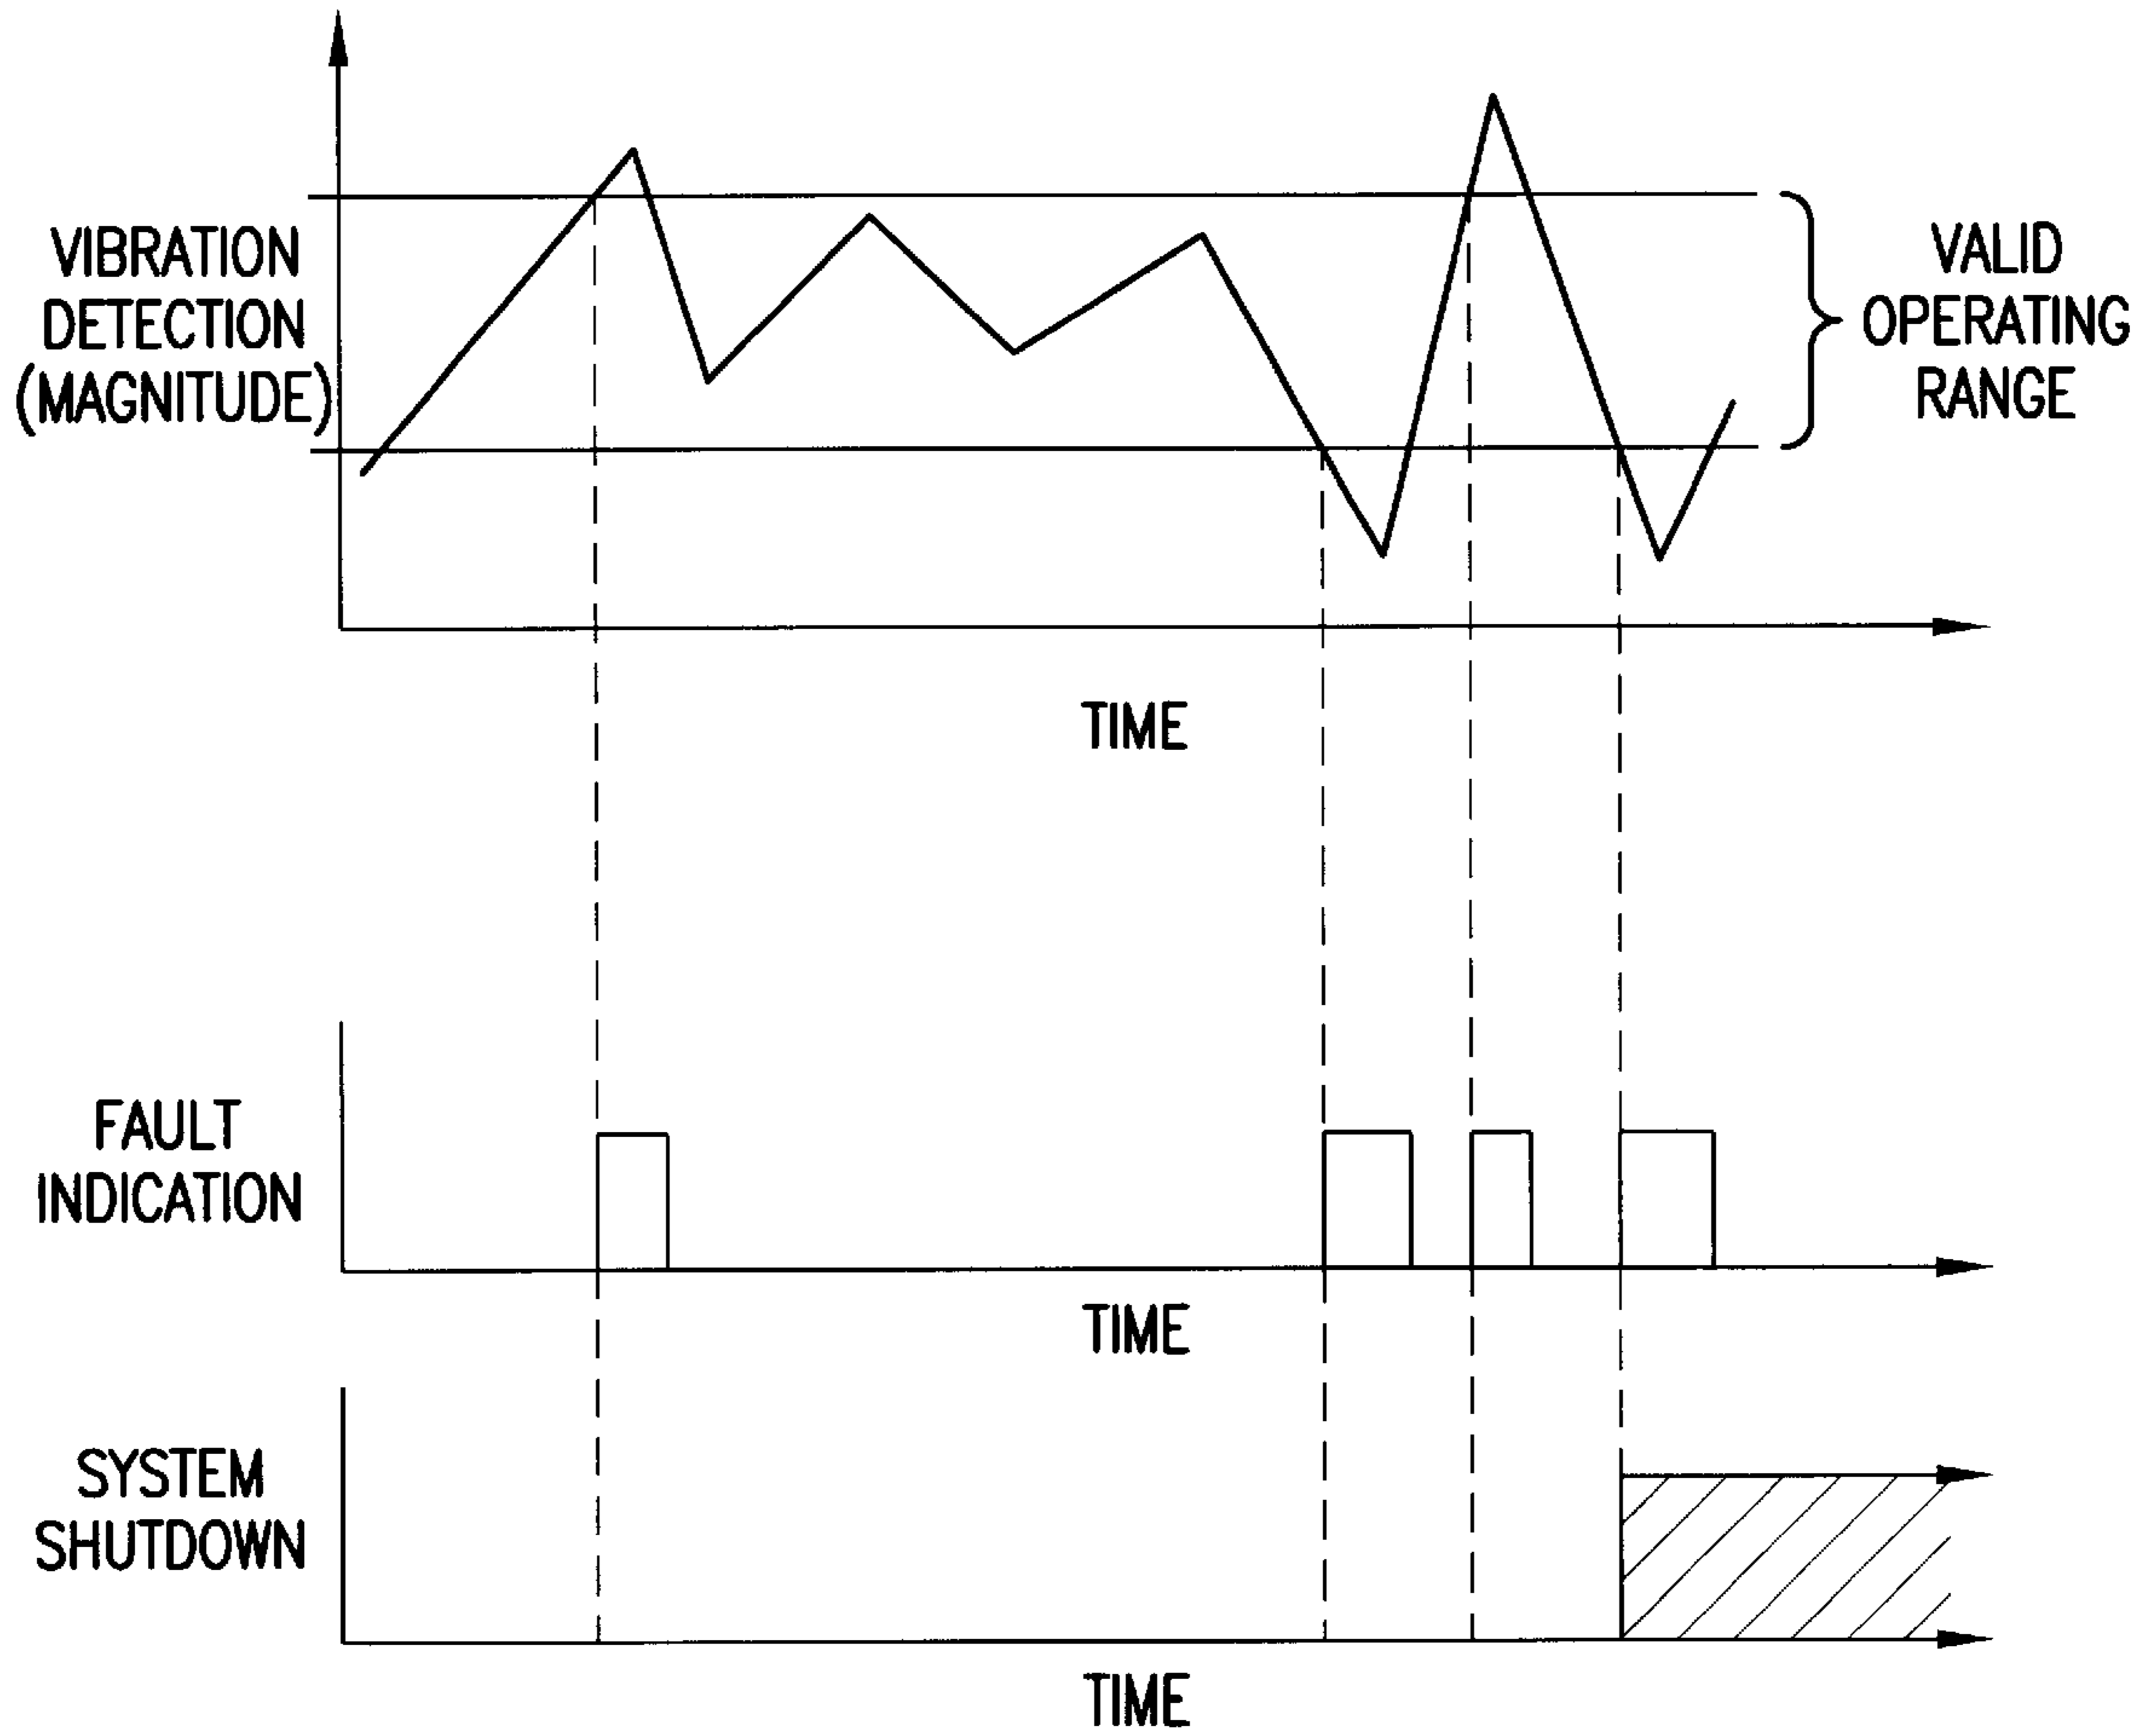 VIBRATION
DETECTION
(MAGNITUDE)
VALID
OPERATING
RANGE
TIME
FAULT
INDICATION
TIME
SYSTEM
SHUTDOWN
TIME